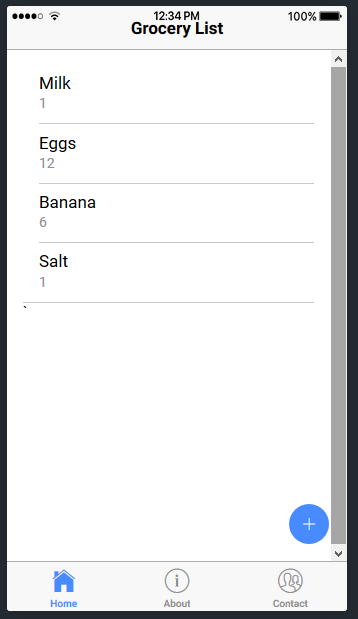 12:34 PM 100%
Grocery List
Milk
1
Eggs
12
Banana
6
Salt
1
`
+
Home About Contact